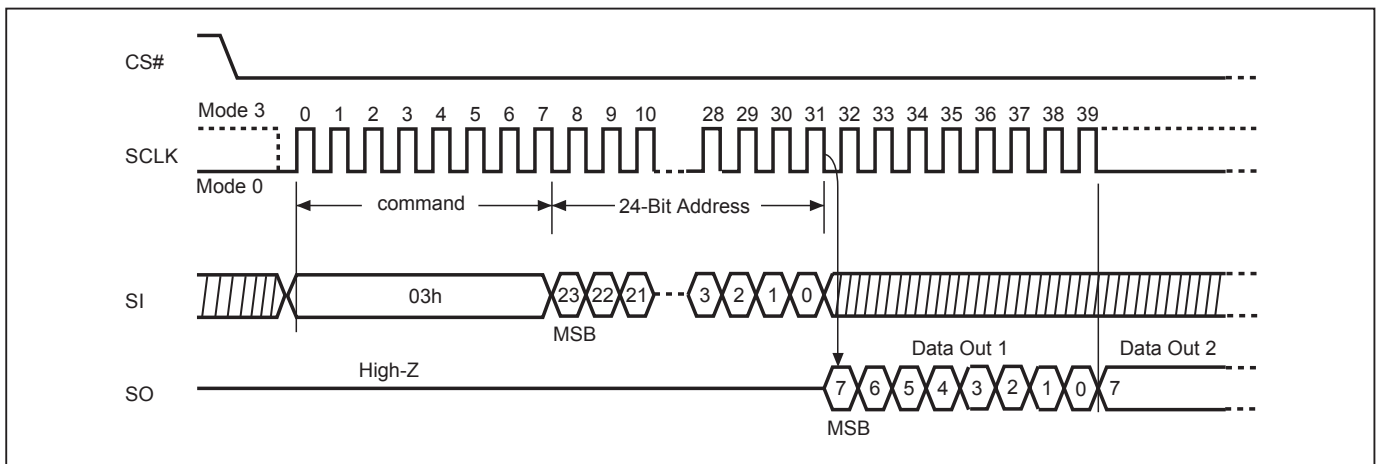 CS#
Mode 3
0 1 2 3 4 5 6 7 8 9 10 28 29 30 31 32 33 34 35 36 37 38 39
SCLK
Mode 0
command
24-Bit Address
SI
03h
23 22 21 3 2 1 0
MSB
Data Out 1
Data Out 2
High-Z
SO
7 6 5 4 3 2 1 0 7
MSB